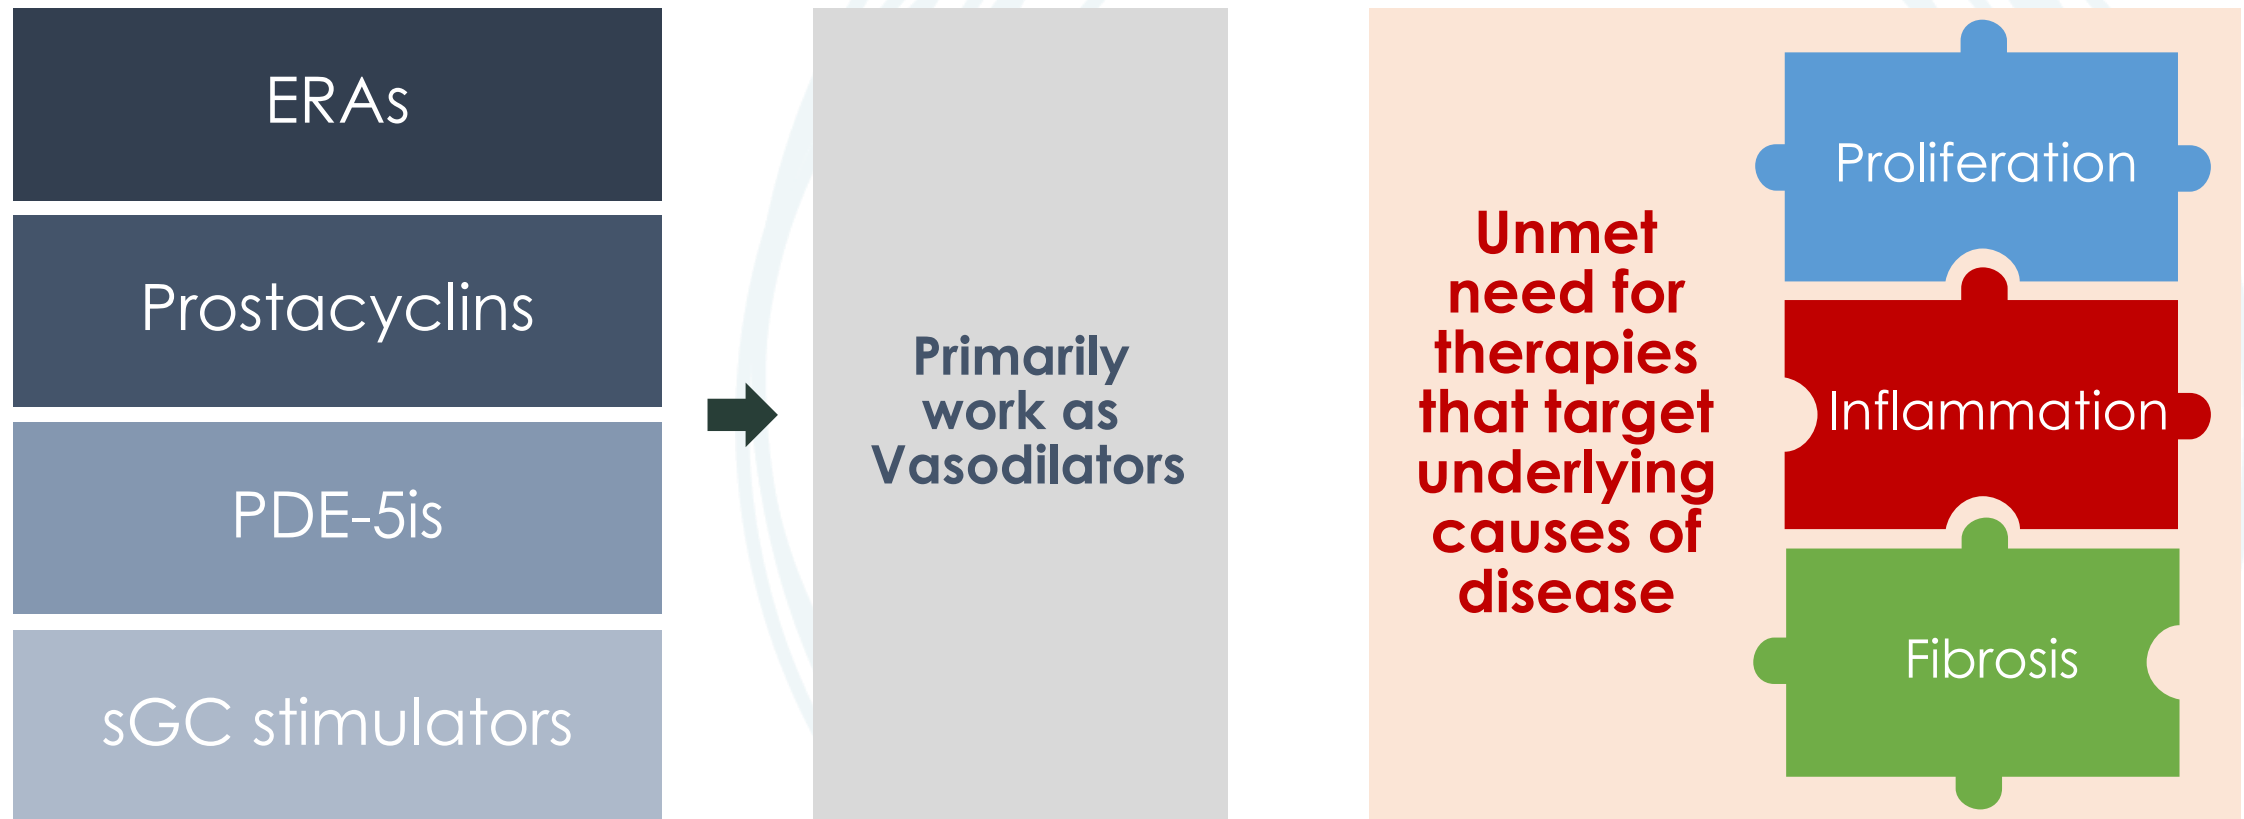 ERAs
Prostacyclins
PDE-5is
sGC stimulators
Primarily
work as
Vasodilators
Unmet
need for
therapies
that target
underlying
causes of
disease
Proliferation
Inflammation
Fibrosis